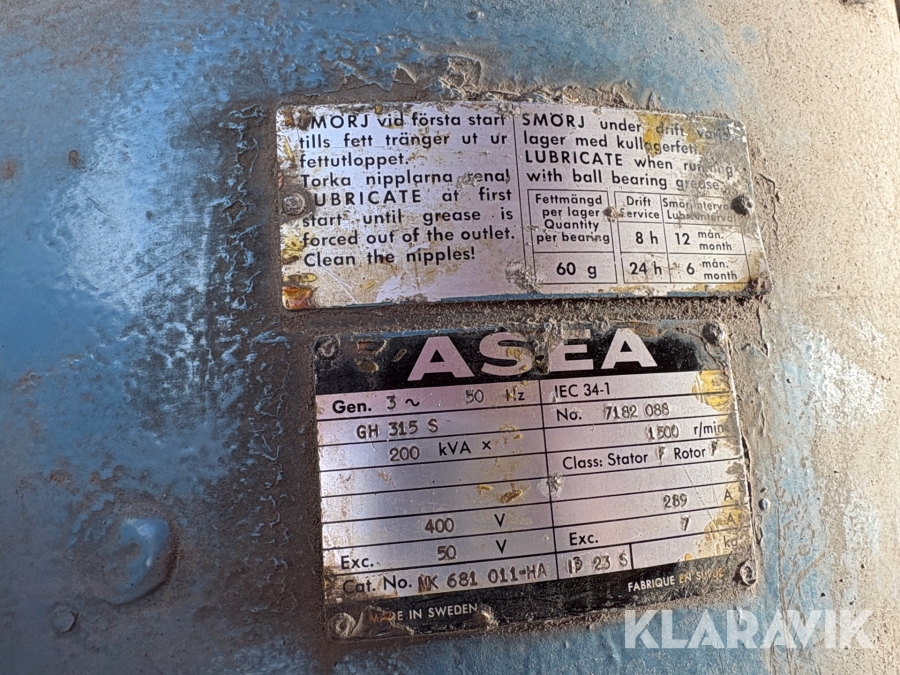 SMÖRJ vid första start
tills fett tränger ut ur
fettutloppet.
Torka nipplarna rena!
LUBRICATE at first
start until grease is
forced out of the outlet.
Clean the nipples!
SMÖRJ under drift
lager med kullagerfett.
LUBRICATE when running
with ball bearing grease.
Fettmängd per lager Quantity per bearing
Drift Service
Smörjintervall
60 g
8 h 12 mån. month
24 h 6 mån. month
ASEA
Gen. 3 ~ 50 Hz IEC 34-1
GH 315 S No. 7182 088
200 kVA × 1500 r/min
Class: Stator F Rotor F
289 A
400 V Exc. 7 A
Exc. 50 V kg
Cat. No. NK 681 011-HA IP 23 S
MADE IN SWEDEN FABRIQUE EN SUEDE
KLARAVIK